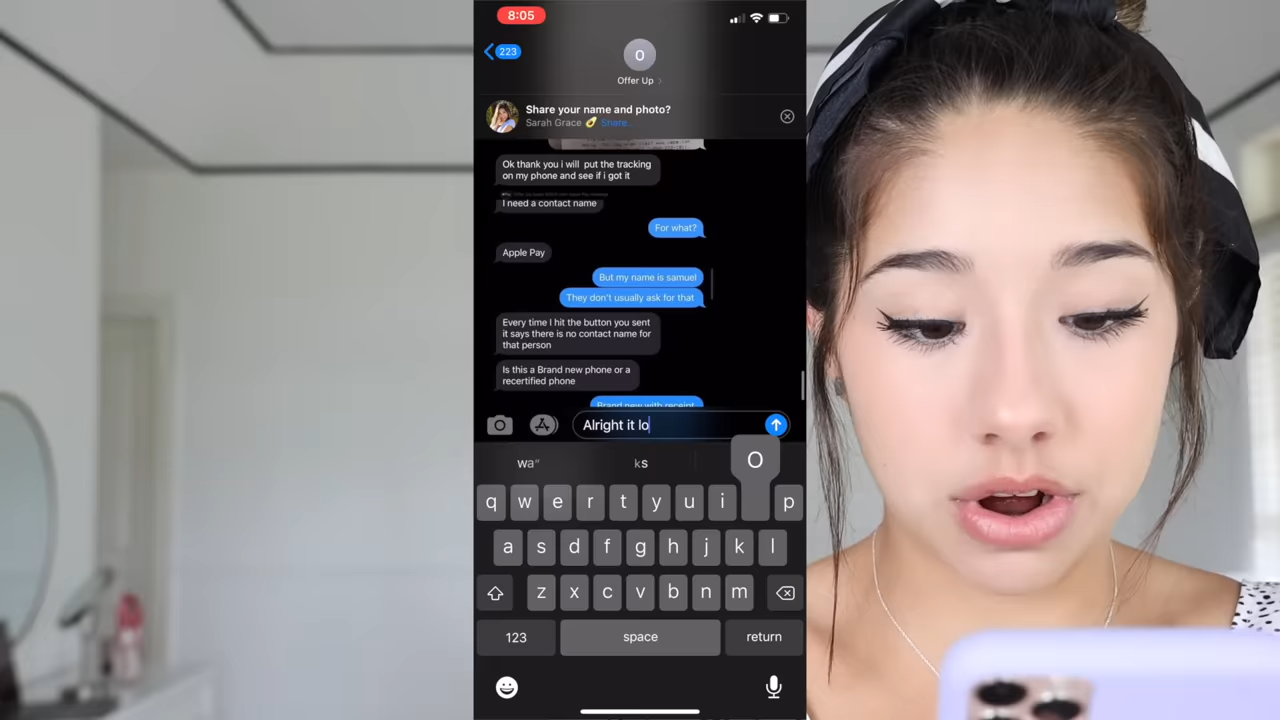 8:05
223
O
Offer Up
Share your name and photo?
Sarah Grace 🥑 Share...
Ok thank you i will put the tracking
on my phone and see if i got it
I need a contact name
For what?
Apple Pay
But my name is samuel
They don't usually ask for that
Every time I hit the button you sent
it says there is no contact name for
that person
Is this a Brand new phone or a
recertified phone
Brand new with receipt
Alright it lo
wa"
ks
O
q w e r t y u i p
a s d f g h j k l
z x c v b n m
123 space return